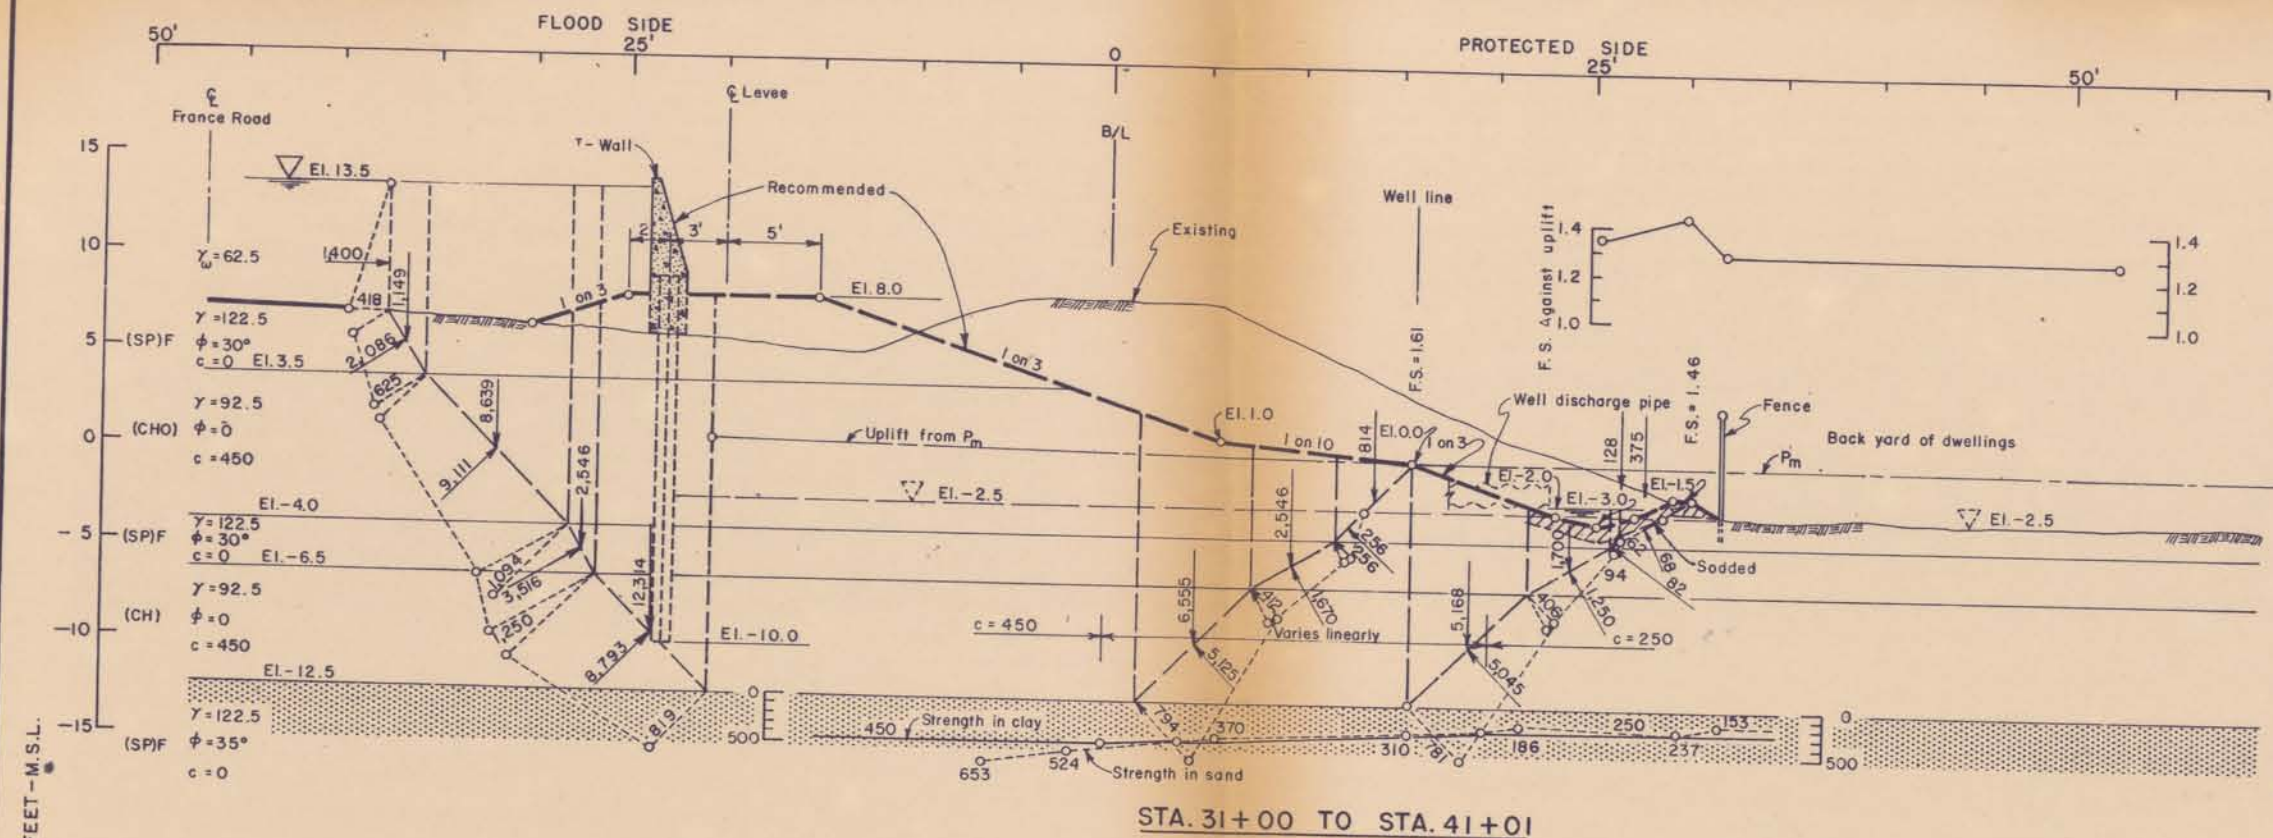 FLOOD SIDE
PROTECTED SIDE
50'
25'
0
25'
50'
℄
France Road
℄ Levee
B/L
T-Wall
Recommended
Existing
Well line
15
10
5
0
-5
-10
-15
FEET-M.S.L.
El. 13.5
1,400
418
1,149
2,086
625
8,639
9,111
2,546
1,094
3,516
1,250
12,314
8,793
819
γω=62.5
(SP)F
γ=122.5
ϕ=30°
c=0
El. 3.5
(CHO)
γ=92.5
ϕ=0
c=450
El.-4.0
(SP)F
γ=122.5
ϕ=30°
c=0
El.-6.5
(CH)
γ=92.5
ϕ=0
c=450
El.-12.5
(SP)F
γ=122.5
ϕ=35°
c=0
1 on 3
2'
3'
5'
El. 8.0
1 on 3
El. 1.0
1 on 10
El. 0.0
1 on 3
Uplift from Pm
El.-2.5
El.-10.0
F.S.=1.61
F.S. Against uplift
1.4
1.2
1.0
1.4
1.2
1.0
F.S.=1.46
Well discharge pipe
Fence
Back yard of dwellings
Pm
El.-2.0
El.-3.0
El.-1.5
El.-2.5
814
128
375
256
256
2,546
1,670
6,555
412
5,125
794
1,700
62
68
82
94
Sodded
1,250
406
5,168
5,045
781
c=450
Varies linearly
c=250
0
500
450
Strength in clay
370
653
524
Strength in sand
310
186
250
237
153
0
500
STA. 31+00 TO STA. 41+01